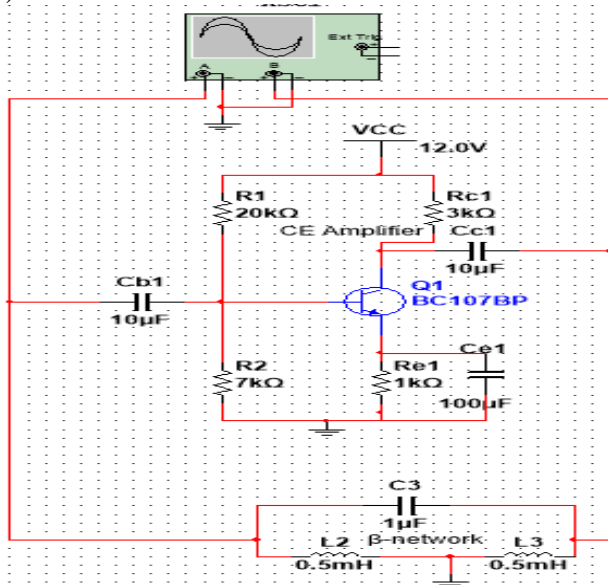 Ext Trig
A
B
VCC
12.0V
R1
20kΩ
Rc1
3kΩ
CE Amplifier
Cc1
10µF
Cb1
10µF
Q1
BC107BP
R2
7kΩ
Re1
1kΩ
Ce1
100µF
C3
1µF
β-network
L2
0.5mH
L3
0.5mH